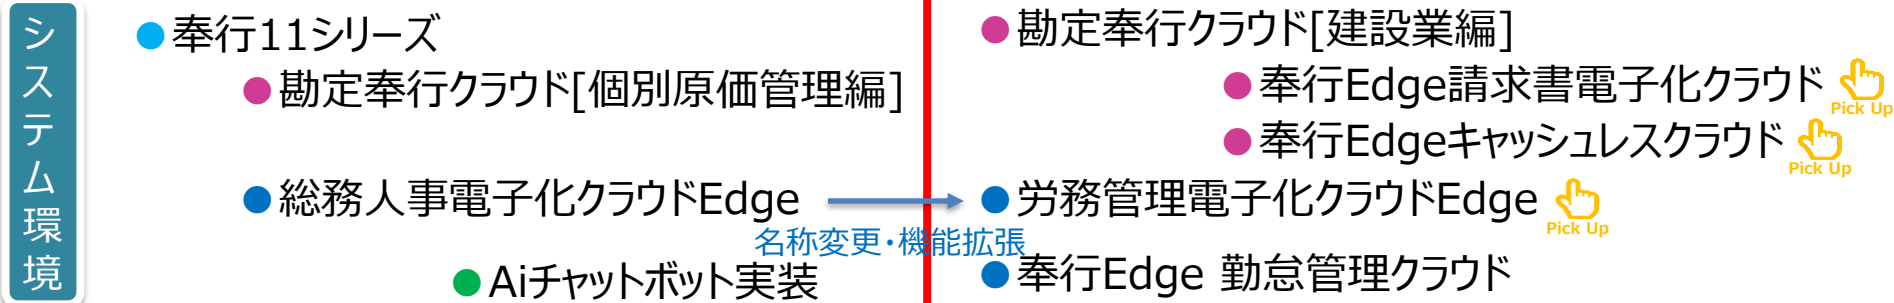 システム環境
●奉行11シリーズ
●勘定奉行クラウド[個別原価管理編]
●総務人事電子化クラウドEdge
名称変更・機能拡張
●Aiチャットボット実装
●勘定奉行クラウド[建設業編]
●奉行Edge請求書電子化クラウド
Pick Up
●奉行Edgeキャッシュレスクラウド
Pick Up
●労務管理電子化クラウドEdge
Pick Up
●奉行Edge 勤怠管理クラウド